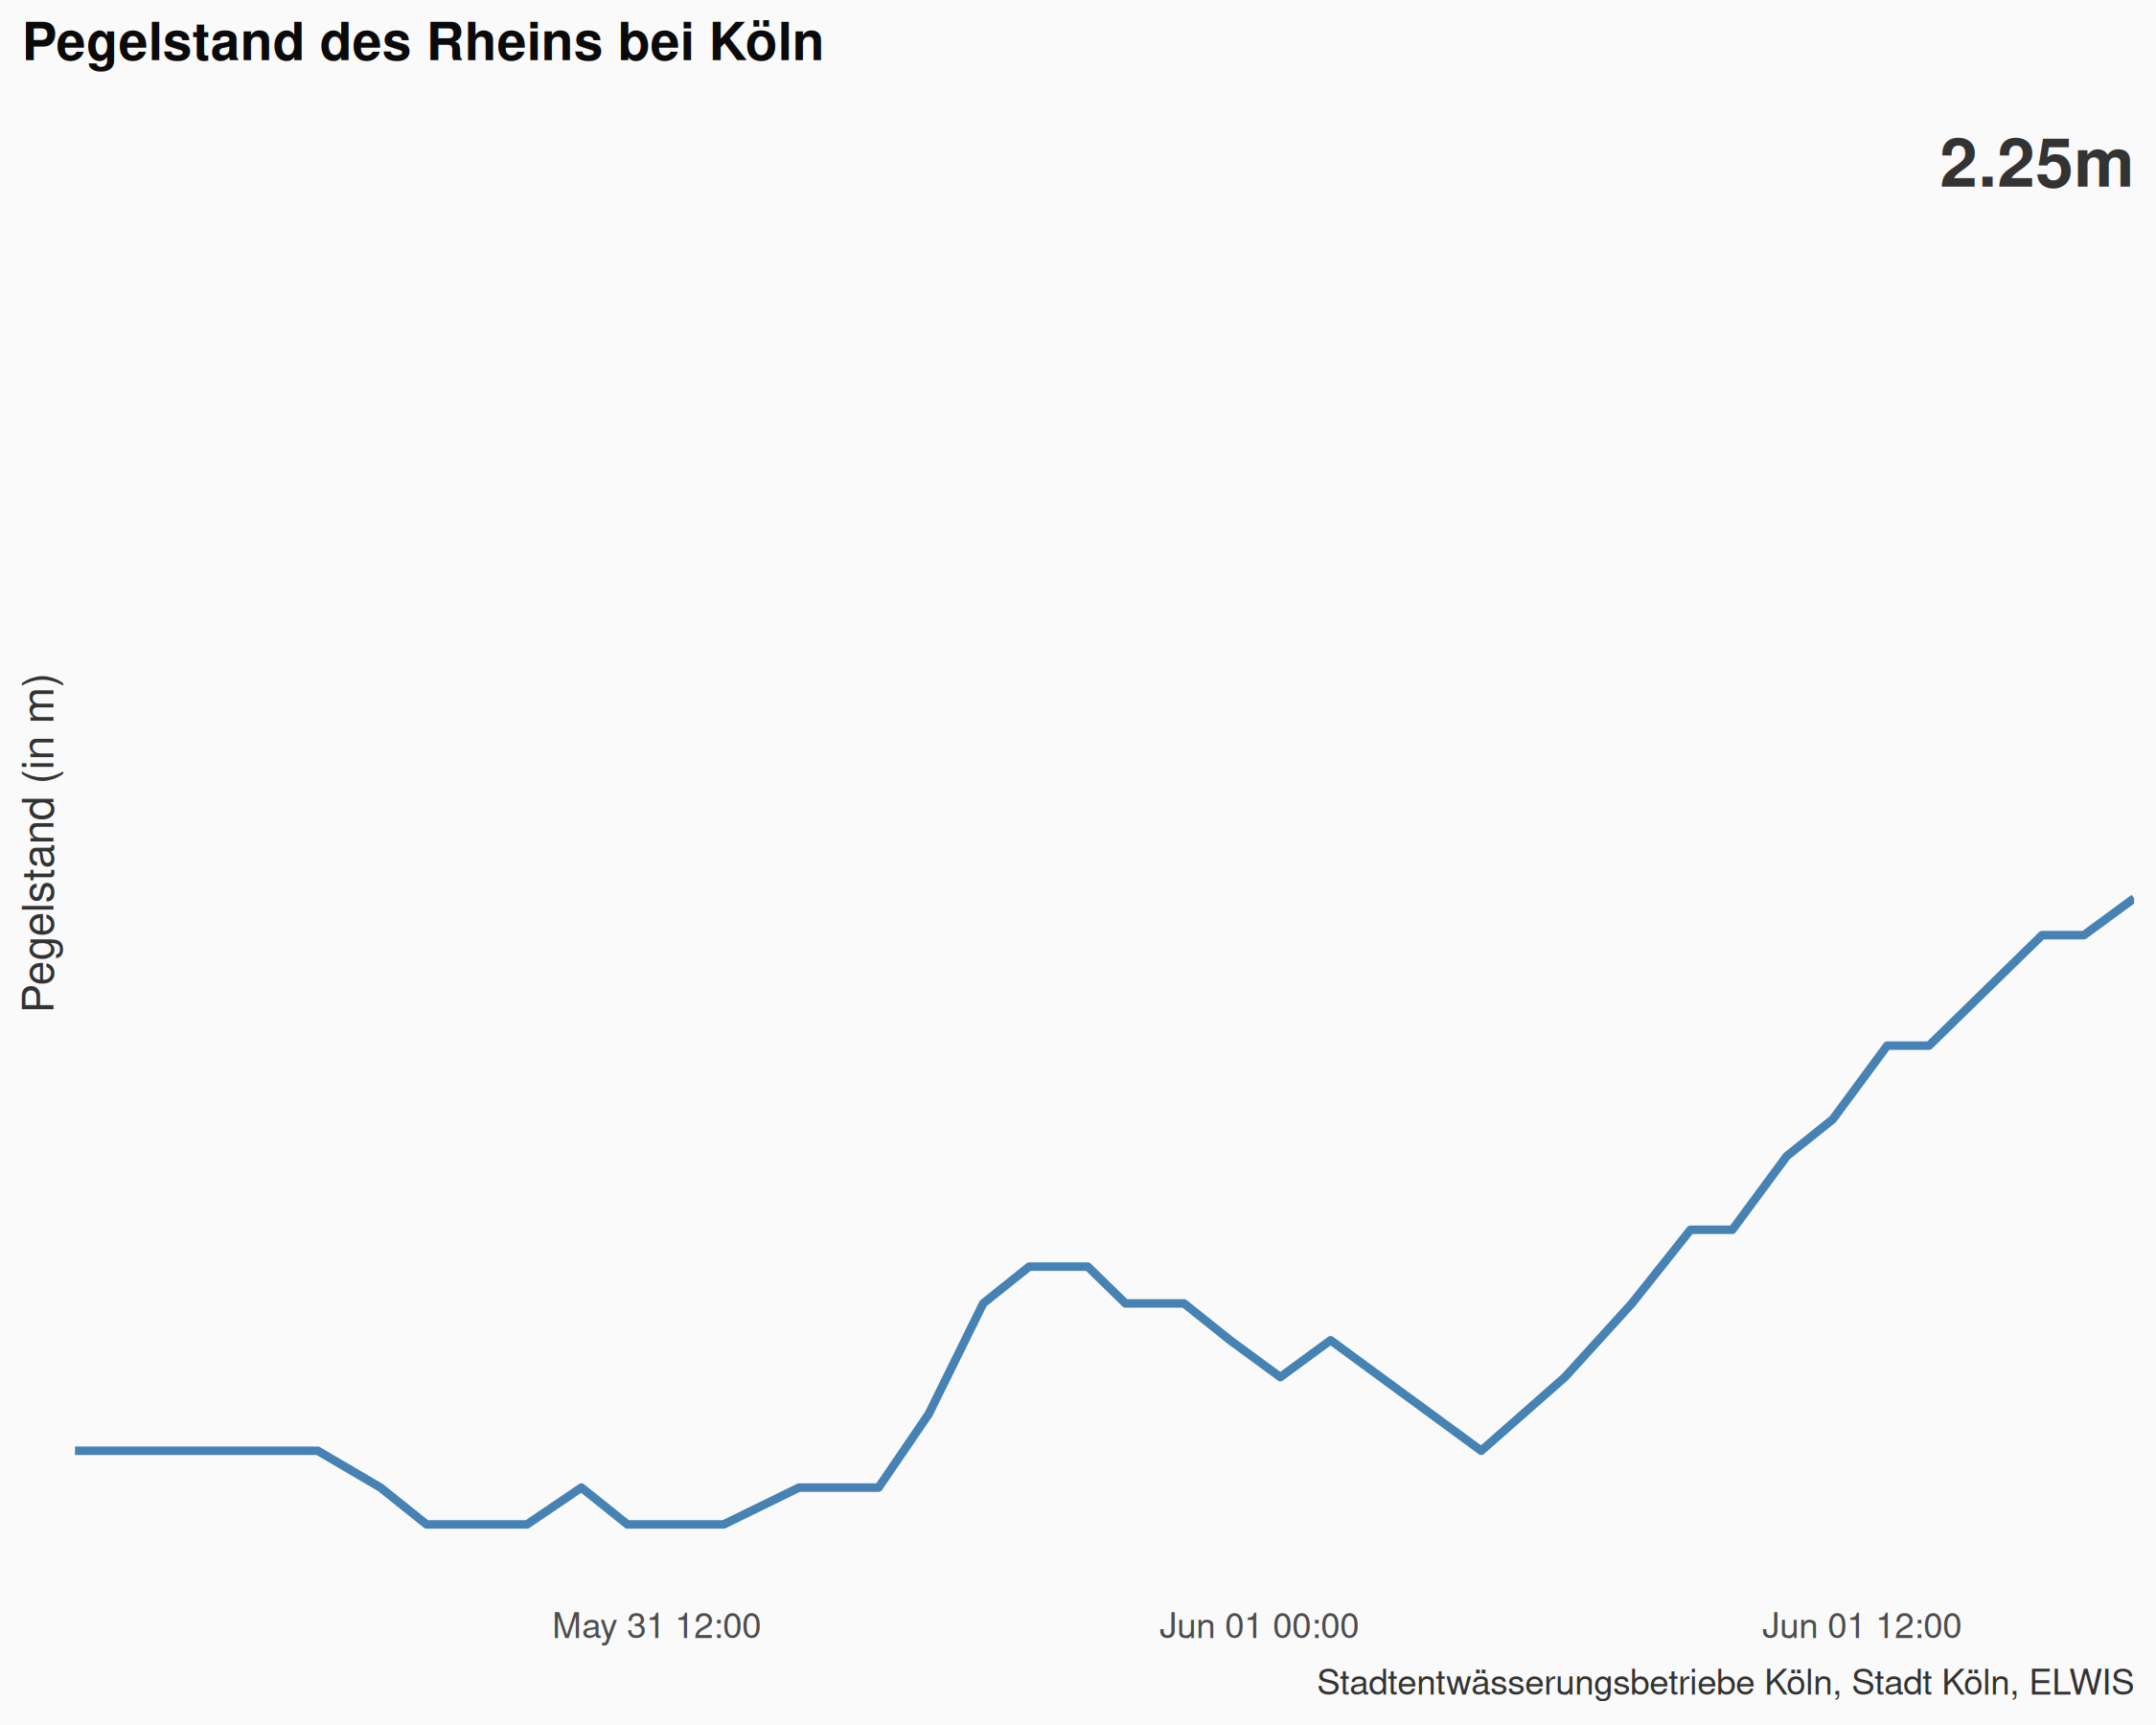 Pegelstand des Rheins bei Köln
2.25m
Pegelstand (in m)
May 31 12:00
Jun 01 00:00
Jun 01 12:00
Stadtentwässerungsbetriebe Köln, Stadt Köln, ELWIS